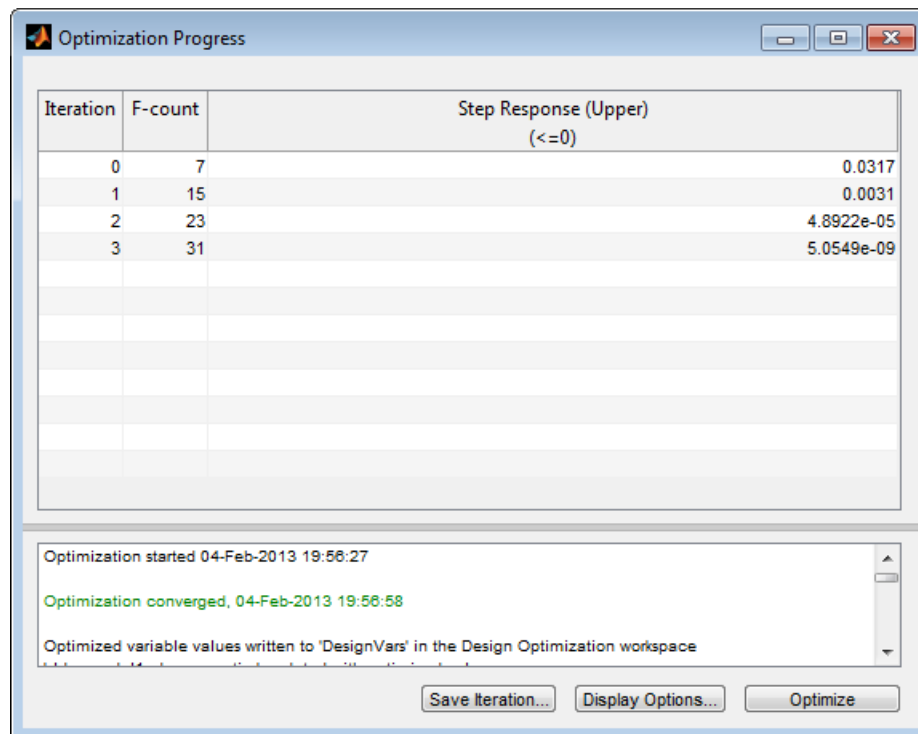 Optimization Progress
Iteration F-count Step Response (Upper)
(<=0)
0 7 0.0317
1 15 0.0031
2 23 4.8922e-05
3 31 5.0549e-09
Optimization started 04-Feb-2013 19:56:27
Optimization converged, 04-Feb-2013 19:56:58
Optimized variable values written to 'DesignVars' in the Design Optimization workspace
Save Iteration... Display Options... Optimize